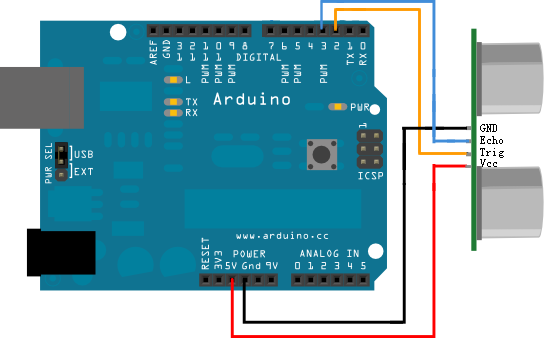 AREF
GND
13
12
11
10
9
8
7
6
5
4
3
2
1
0
PWM
PWM
PWM
PWM
PWM
PWM
TX
RX
DIGITAL
L
TX
RX
Arduino
PWR
1
ICSP
PWR SEL
USB
EXT
GND
Echo
Trig
Vcc
www.arduino.cc
POWER
ANALOG IN
RESET
3V3
5V Gnd 9V
0 1 2 3 4 5